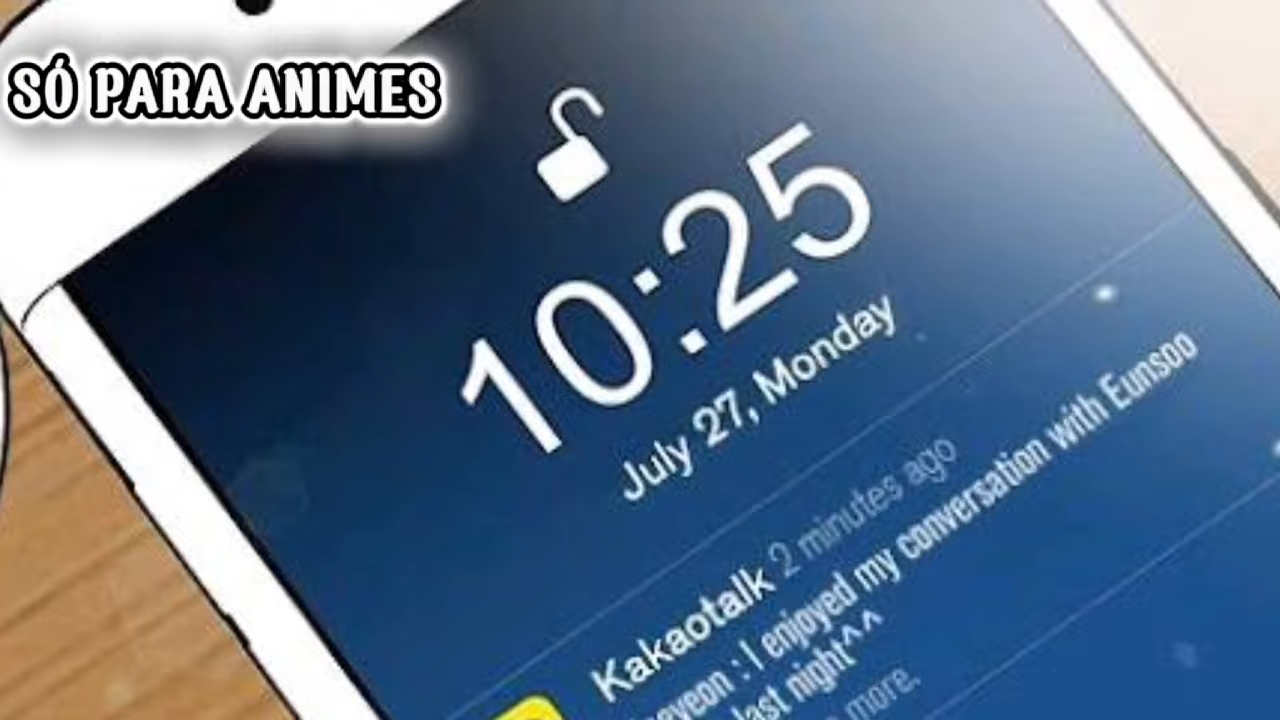 SÓ PARA ANIMES
10:25
July 27, Monday
Kakaotalk 2 minutes ago
: I enjoyed my conversation with Eunsoo
last night^^
more.